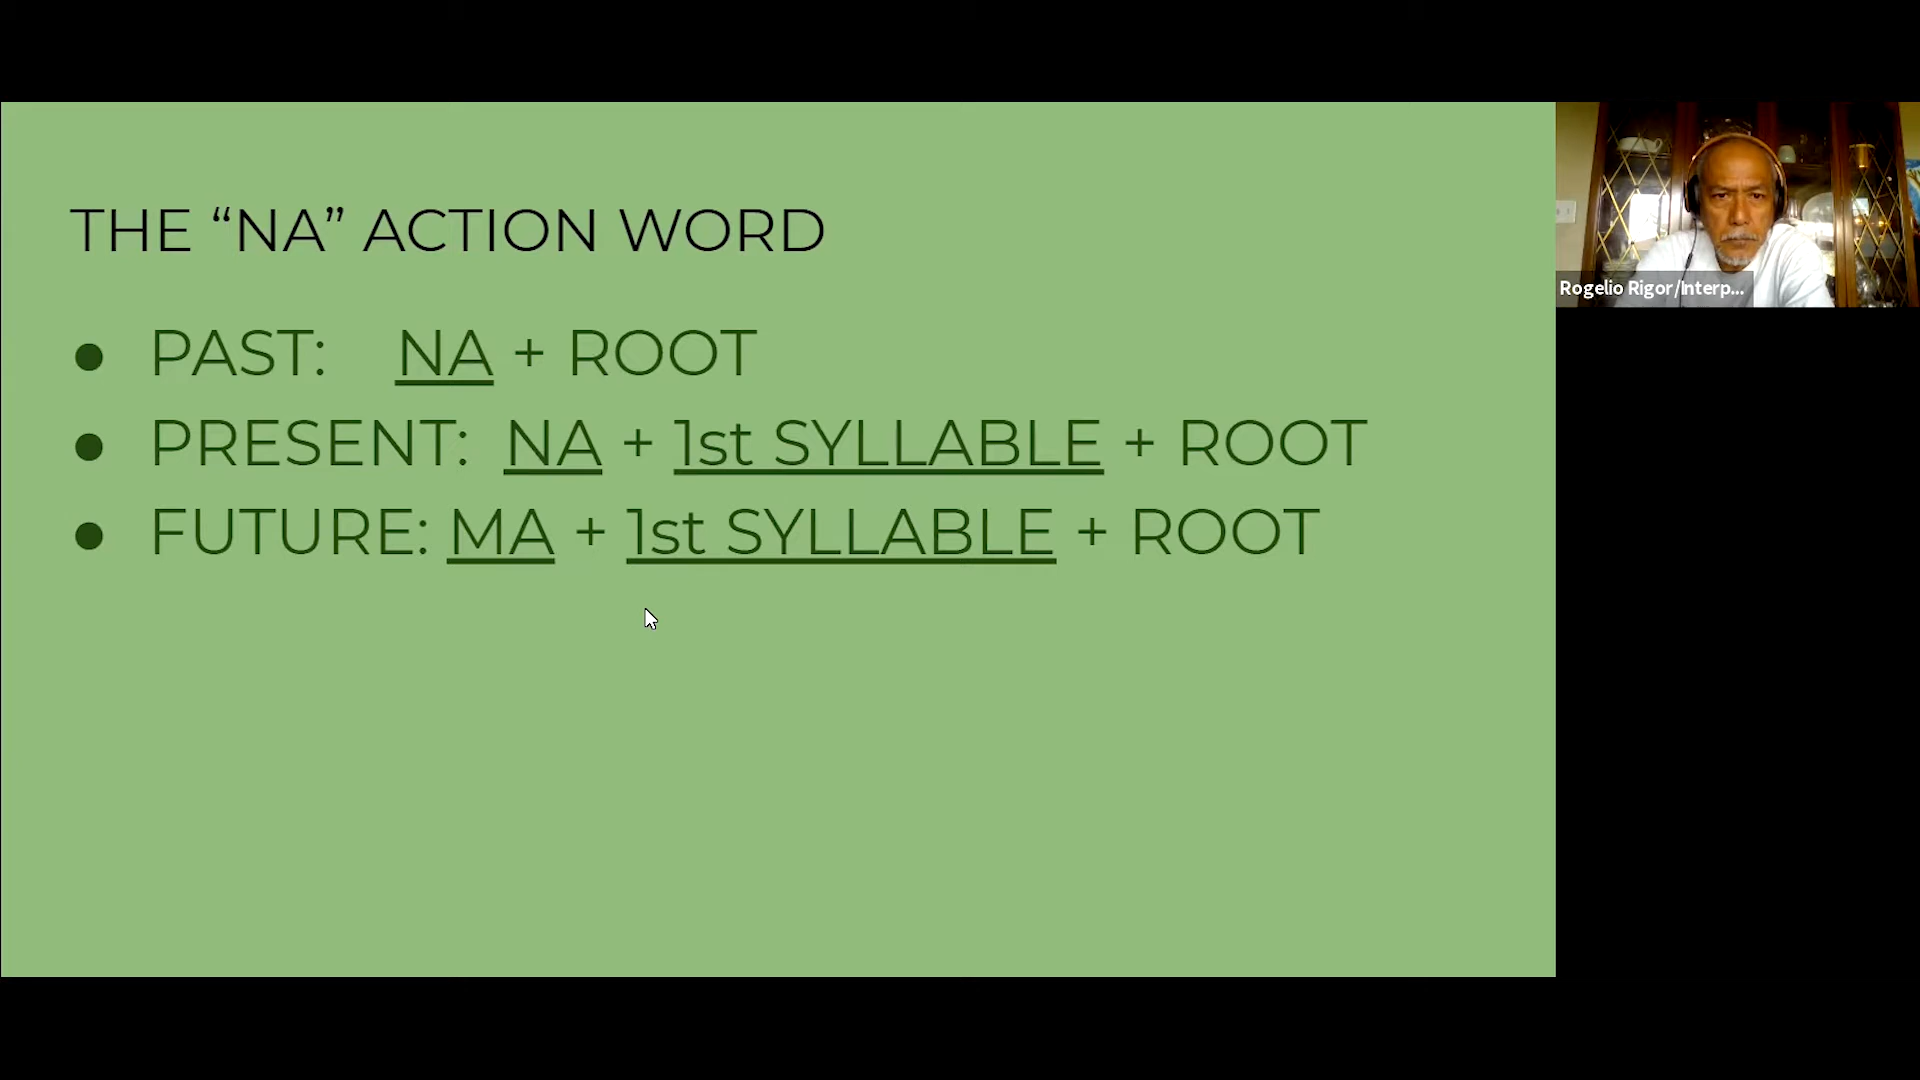 THE “NA” ACTION WORD
● PAST: NA + ROOT
● PRESENT: NA + 1st SYLLABLE + ROOT
● FUTURE: MA + 1st SYLLABLE + ROOT
Rogelio Rigor/Interp...